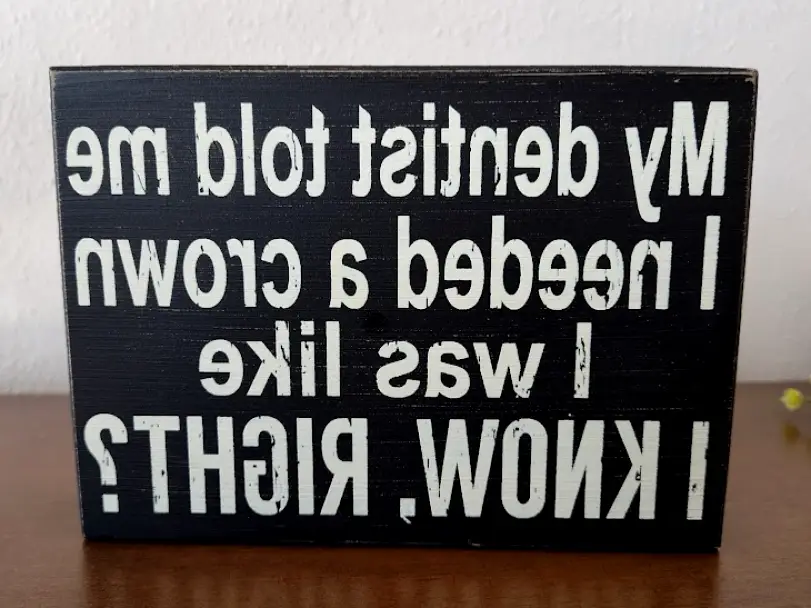 My dentist told me
I needed a crown
I was like
I KNOW, RIGHT?